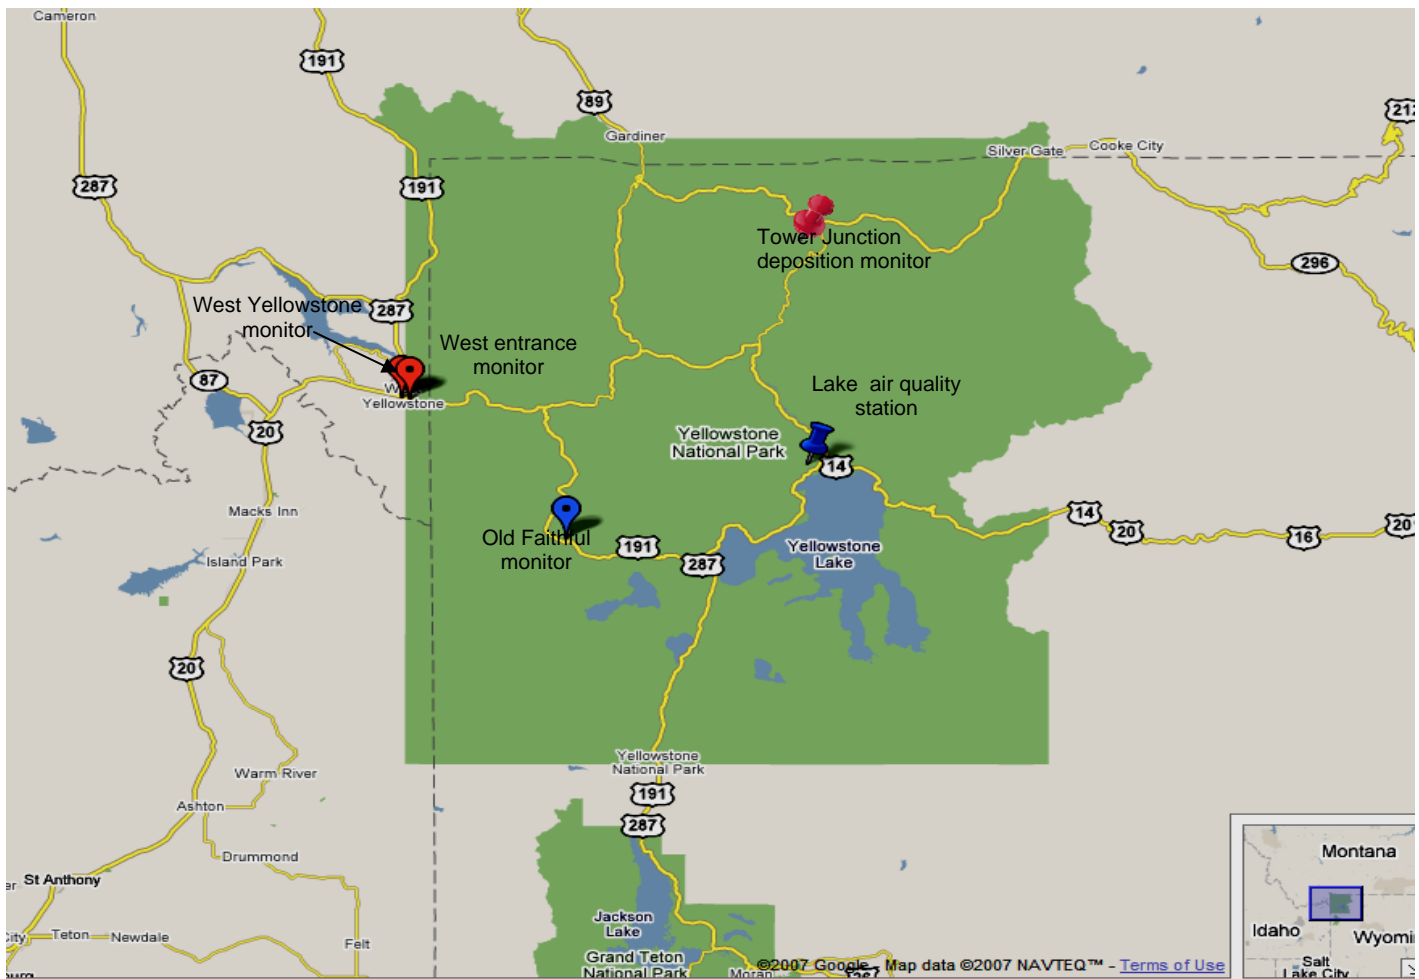 Cameron
191
89
212
Gardiner
Silver Gate
Cooke City
287
191
Tower Junction
deposition monitor
296
West Yellowstone
monitor
287
West entrance
monitor
87
Yellowstone
Lake air quality
station
20
Yellowstone
National Park
14
Macks Inn
14
20
16
20
Old Faithful
monitor
191
287
Yellowstone
Lake
Island Park
20
Yellowstone
National Park
Warm River
191
Ashton
287
Drummond
Montana
St Anthony
Jackson
Lake
Idaho
Teton
Newdale
Felt
Grand Teton
National Park
Moran
©2007 Google - Map data ©2007 NAVTEQ™ - Terms of Use
Salt
Lake City